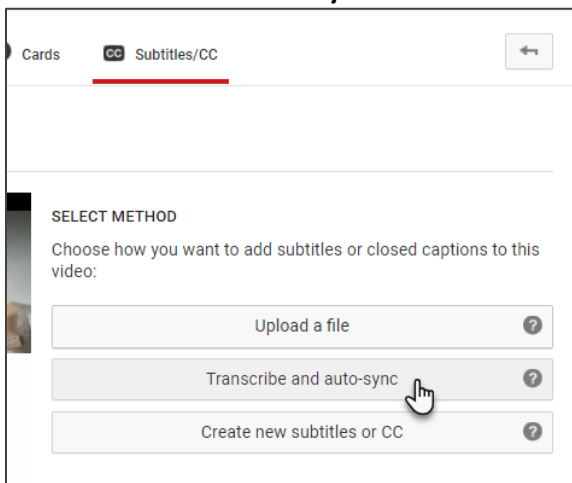 Cards CC Subtitles/CC
SELECT METHOD
Choose how you want to add subtitles or closed captions to this
video:
Upload a file ?
Transcribe and auto-sync ?
Create new subtitles or CC ?